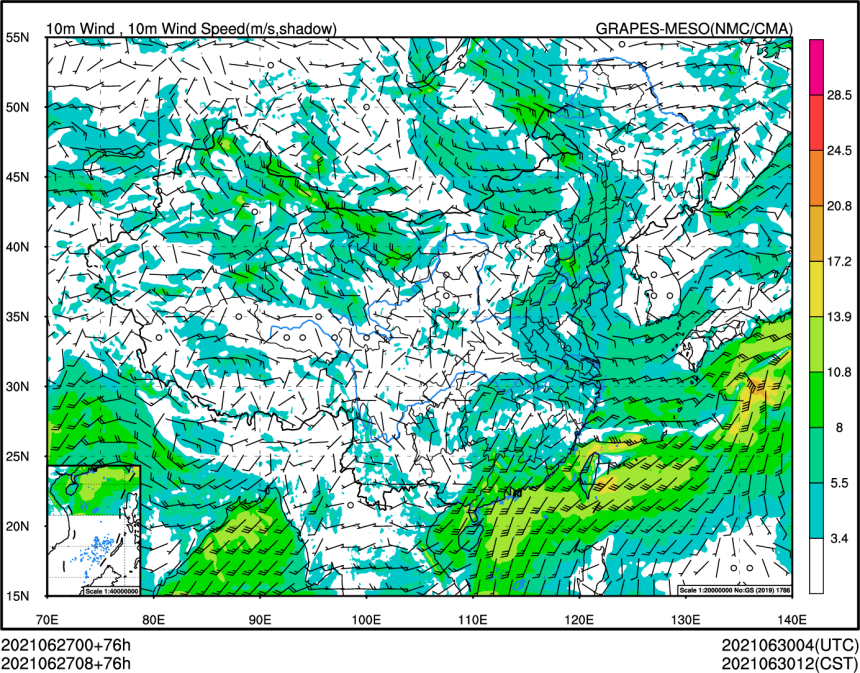 10m Wind , 10m Wind Speed(m/s,shadow) GRAPES-MESO(NMC/CMA)
55N
50N
45N
40N
35N
30N
25N
20N
15N
70E 80E 90E 100E 110E 120E 130E 140E
28.5
24.5
20.8
17.2
13.9
10.8
8
5.5
3.4
Scale 1:40000000
Scale 1:20000000 No:GS (2019) 1786
2021062700+76h 2021063004(UTC)
2021062708+76h 2021063012(CST)